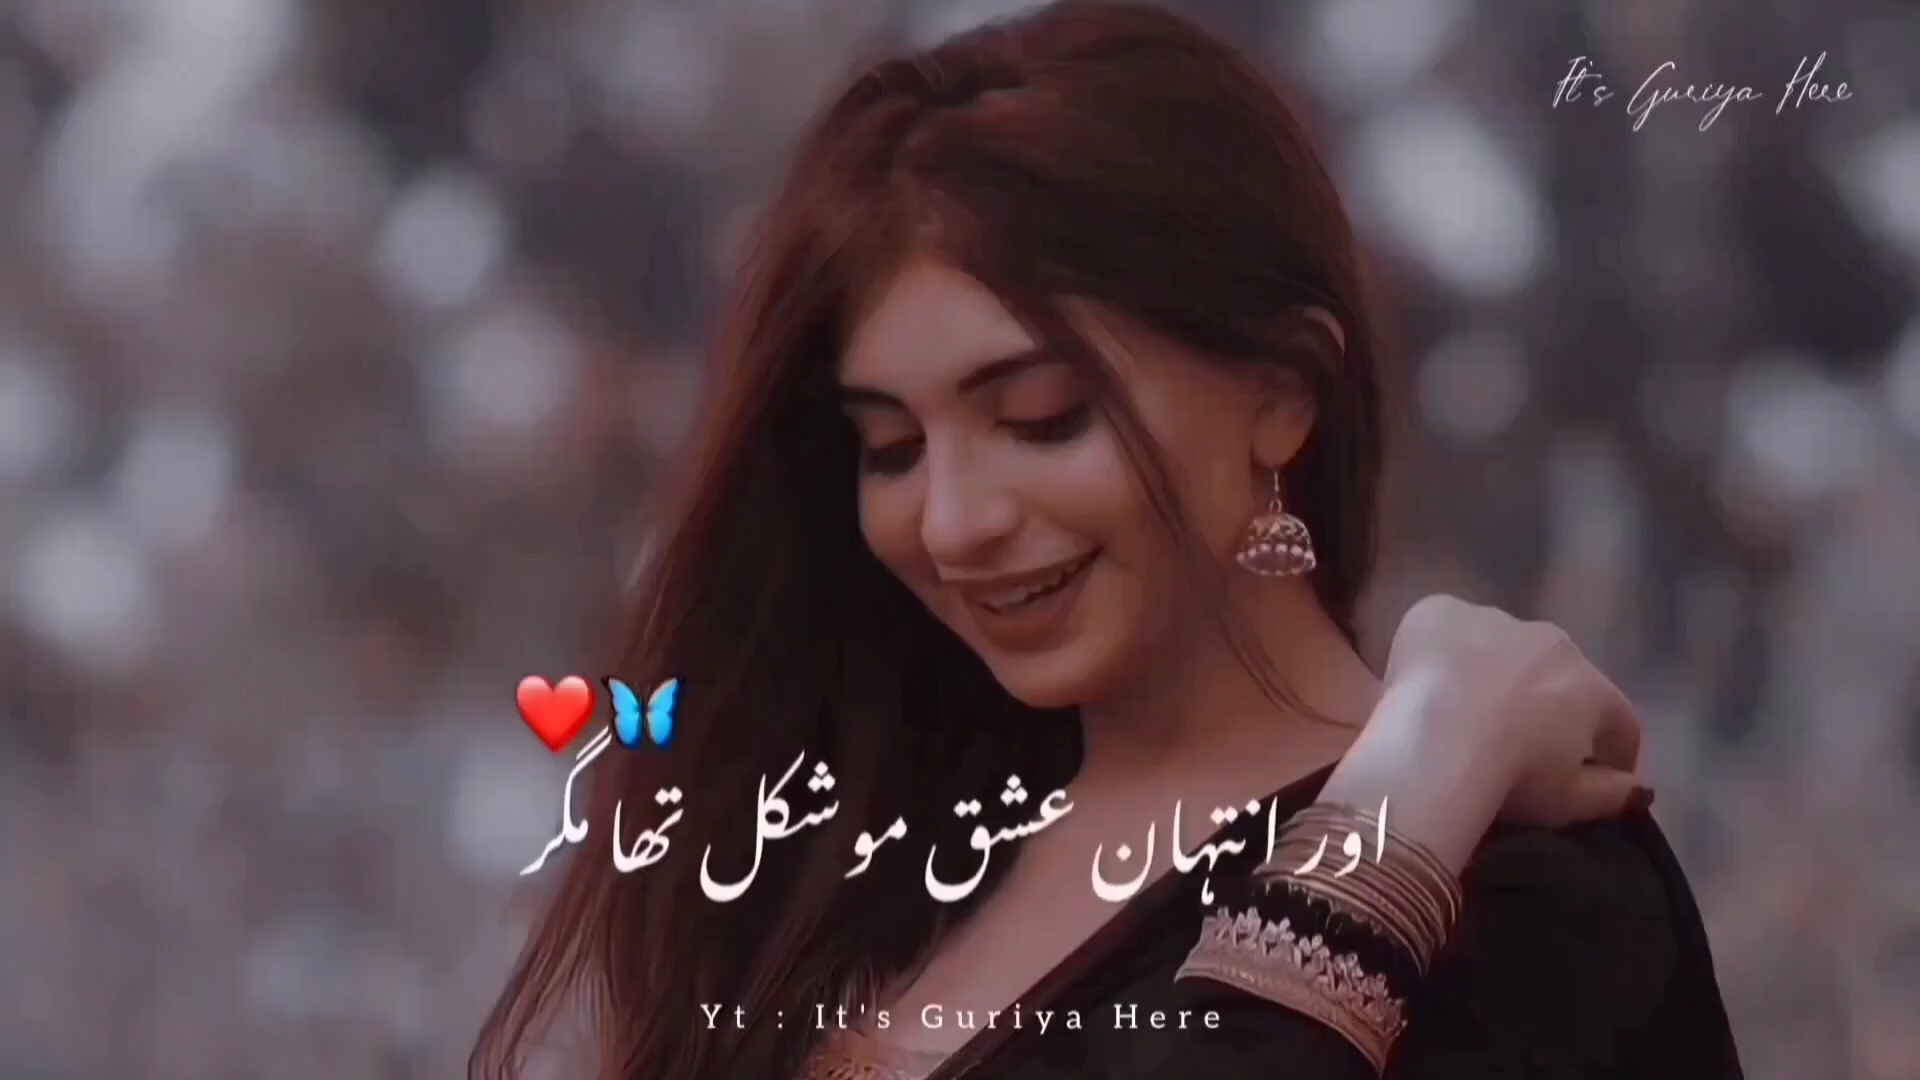 It's Guriya Here
❤️🦋
اور انتہان عشق مو شکل تھا مگر
Yt : It's Guriya Here